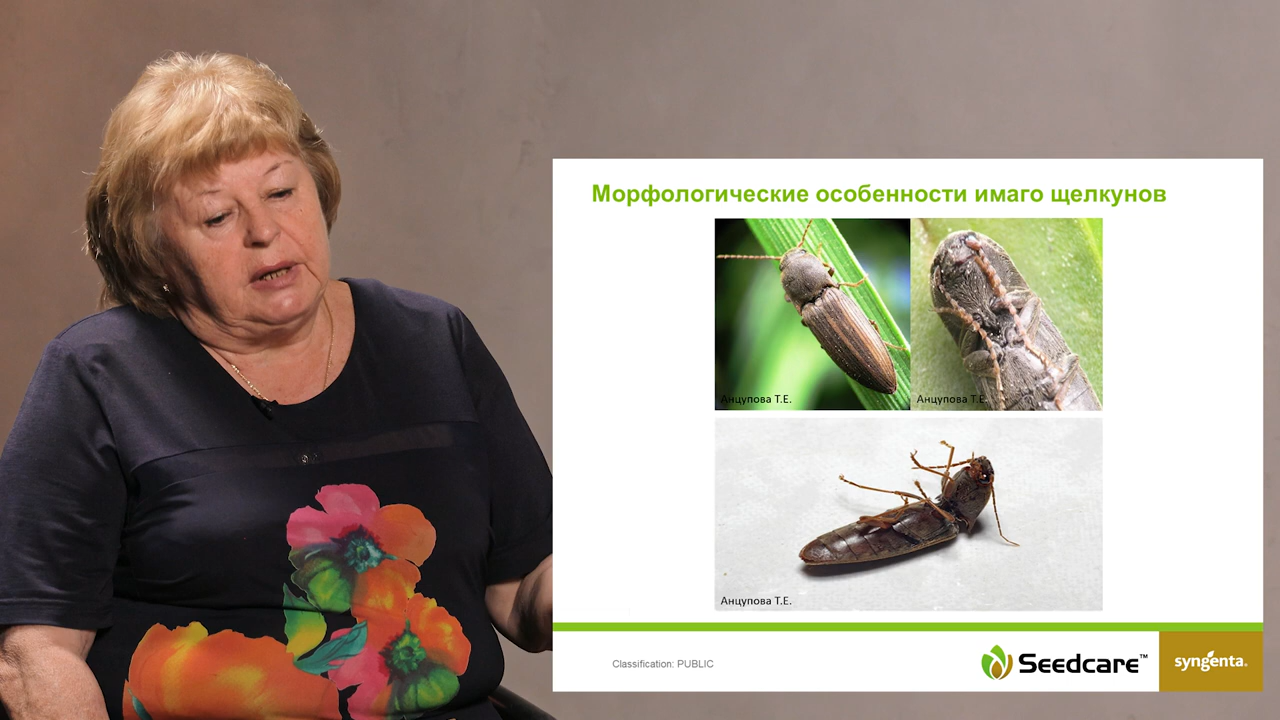 Морфологические особенности имаго щелкунов
Анцупова Т.Е.
Анцупова Т.Е.
Анцупова Т.Е.
Classification: PUBLIC
Seedcare™
syngenta®